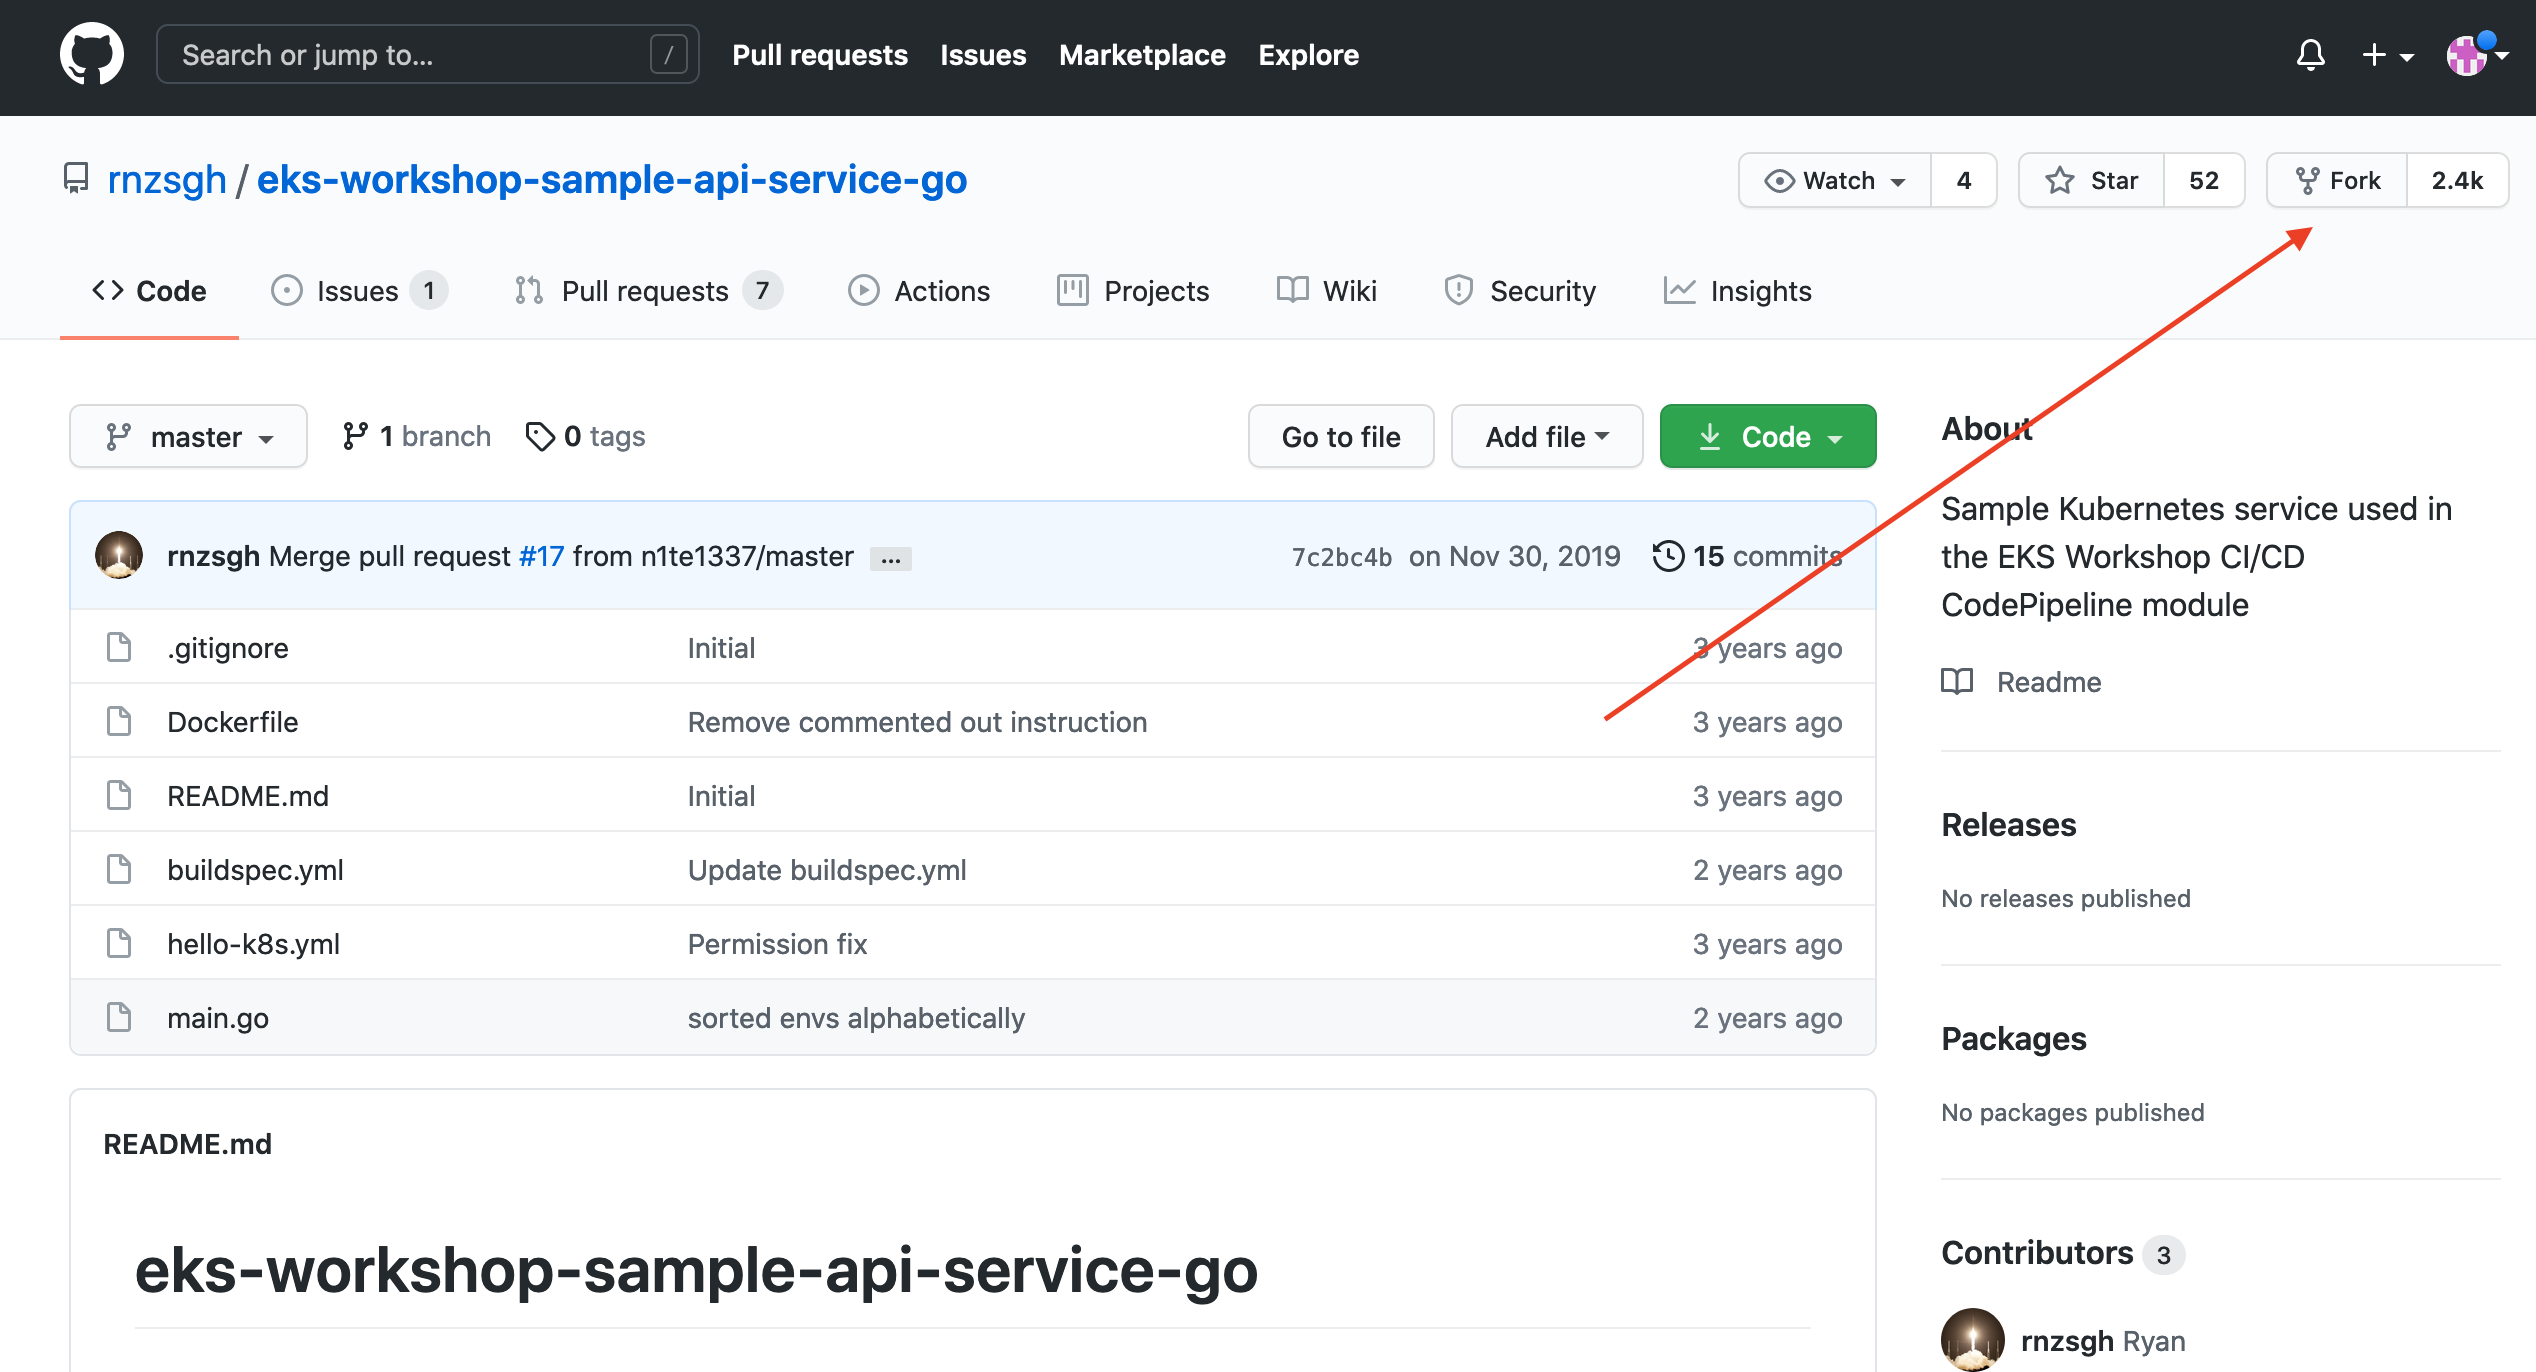 Search or jump to... / Pull requests Issues Marketplace Explore
rnzsgh / eks-workshop-sample-api-service-go Watch 4 Star 52 Fork 2.4k
Code Issues 1 Pull requests 7 Actions Projects Wiki Security Insights
master 1 branch 0 tags Go to file Add file Code
rnzsgh Merge pull request #17 from n1te1337/master ... 7c2bc4b on Nov 30, 2019 15 commits
.gitignore Initial 3 years ago
Dockerfile Remove commented out instruction 3 years ago
README.md Initial 3 years ago
buildspec.yml Update buildspec.yml 2 years ago
hello-k8s.yml Permission fix 3 years ago
main.go sorted envs alphabetically 2 years ago
README.md
eks-workshop-sample-api-service-go
About
Sample Kubernetes service used in
the EKS Workshop CI/CD
CodePipeline module
Readme
Releases
No releases published
Packages
No packages published
Contributors 3
rnzsgh Ryan